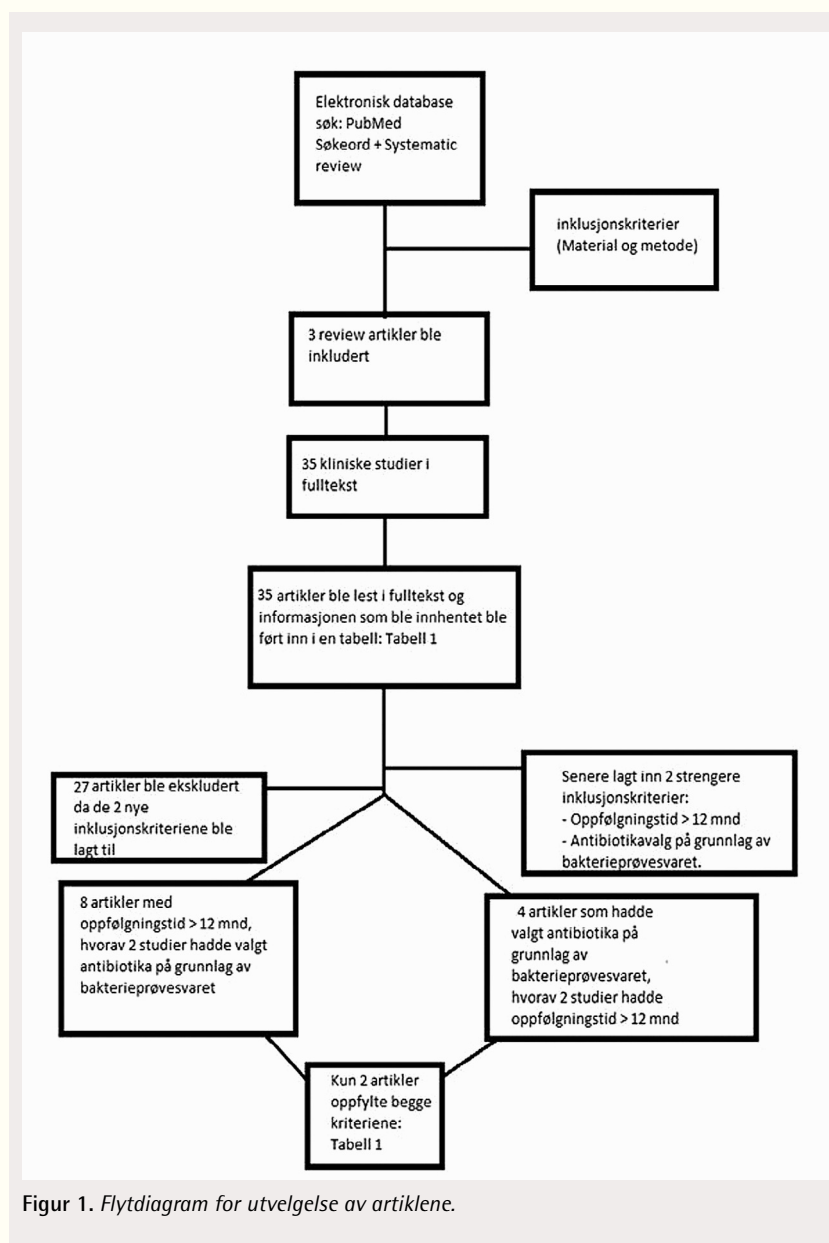 Elektronisk database
søk: PubMed
Søkeord + Systematic
review
inklusjonskriterier
(Material og metode)
3 review artikler ble
inkludert
35 kliniske studier i
fulltekst
35 artikler ble lest i fulltekst og
informasjonen som ble innhentet ble
ført inn i en tabell: Tabell 1
27 artikler ble ekskludert
da de 2 nye
inklusjonskriteriene ble
lagt til
Senere lagt inn 2 strengere
inklusjonskriterier:
- Oppfølgningstid > 12 mnd
- Antibiotikavalg på grunnlag av
bakterieprøvesvaret.
8 artikler med
oppfølgningstid > 12 mnd,
hvorav 2 studier hadde valgt
antibiotika på grunnlag av
bakterieprøvesvaret
4 artikler som hadde
valgt antibiotika på
grunnlag av
bakterieprøvesvaret,
hvorav 2 studier hadde
oppfølgningstid > 12 mnd
Kun 2 artikler
oppfylte begge
kriteriene:
Tabell 1
Figur 1. Flytdiagram for utvelgelse av artiklene.